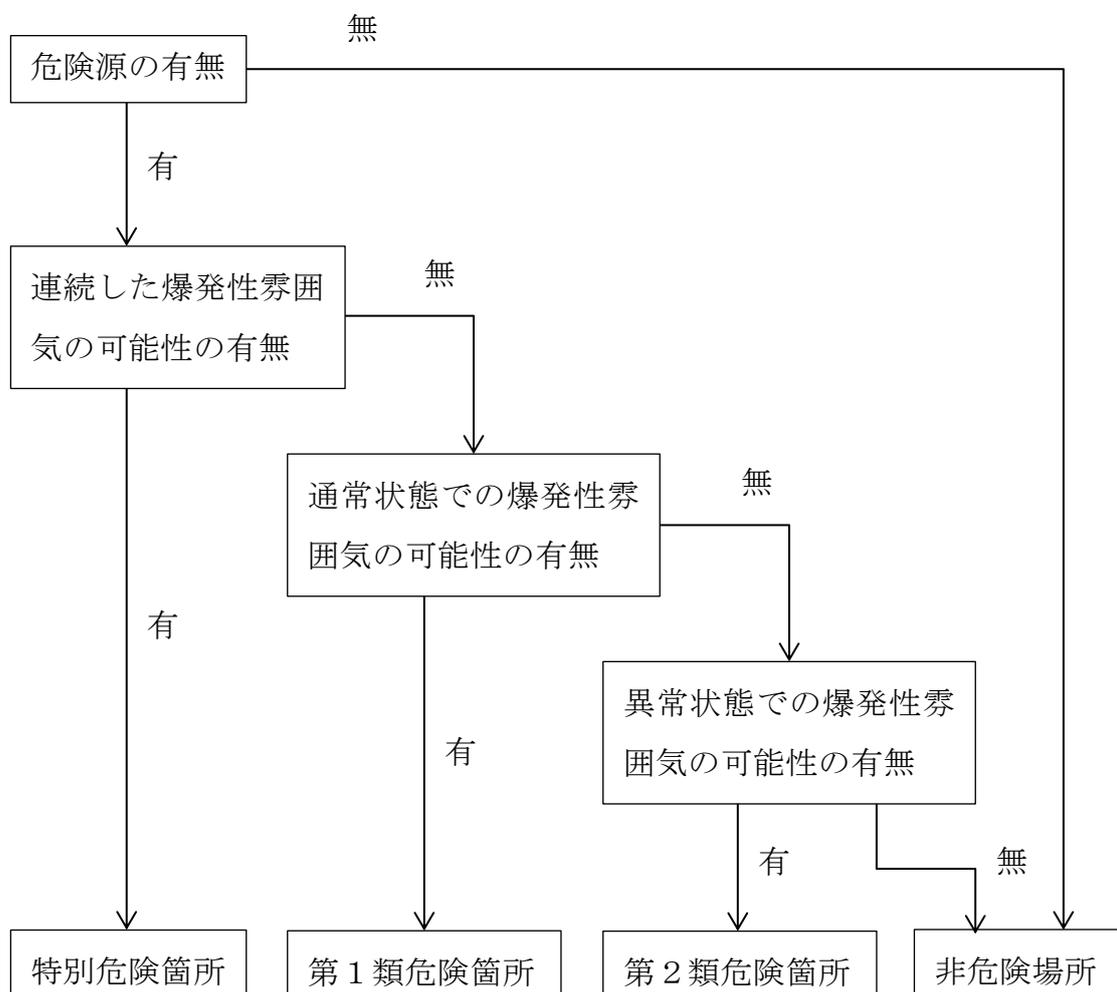 無
危険源の有無
有
連続した爆発性雰囲
気の可能性の有無
無
通常状態での爆発性雰
囲気の可能性の有無
無
有
異常状態での爆発性雰
囲気の可能性の有無
有
有
無
特別危険箇所
第１類危険箇所
第２類危険箇所
非危険場所